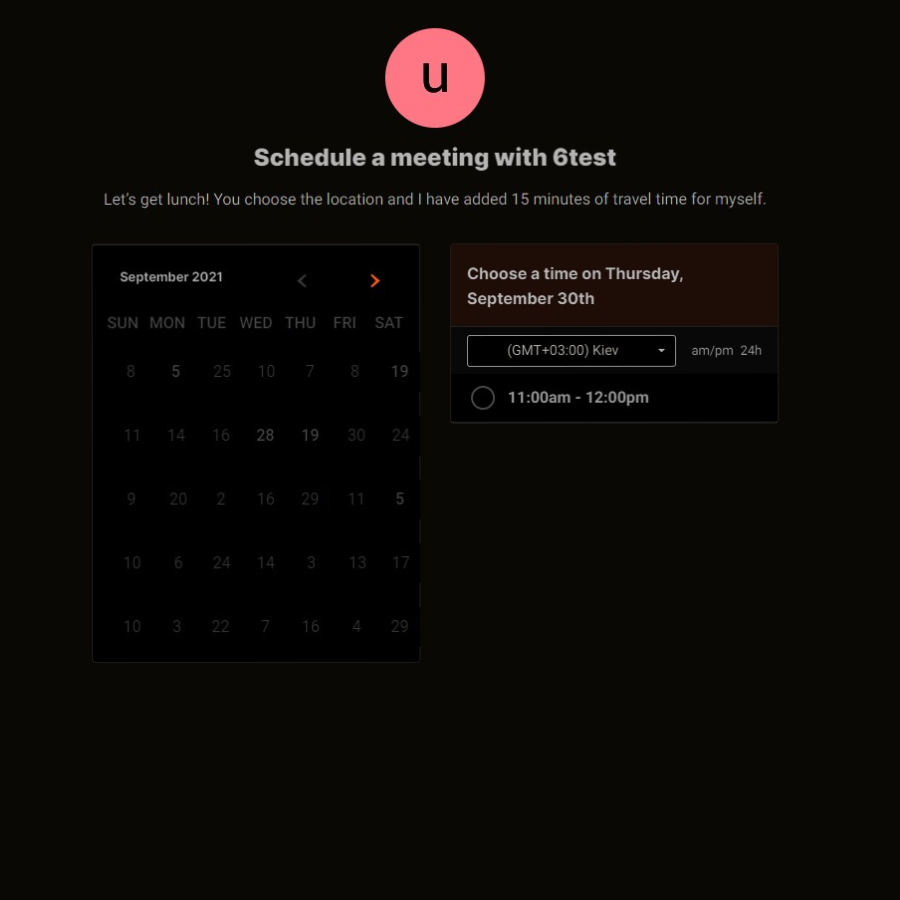 u
Schedule a meeting with 6test
Let's get lunch! You choose the location and I have added 15 minutes of travel time for myself.
September 2021
SUN MON TUE WED THU FRI SAT
8 5 25 10 7 8 19
11 14 16 28 19 30 24
9 20 2 16 29 11 5
10 6 24 14 3 13 17
10 3 22 7 16 4 29
Choose a time on Thursday,
September 30th
(GMT+03:00) Kiev am/pm 24h
11:00am - 12:00pm